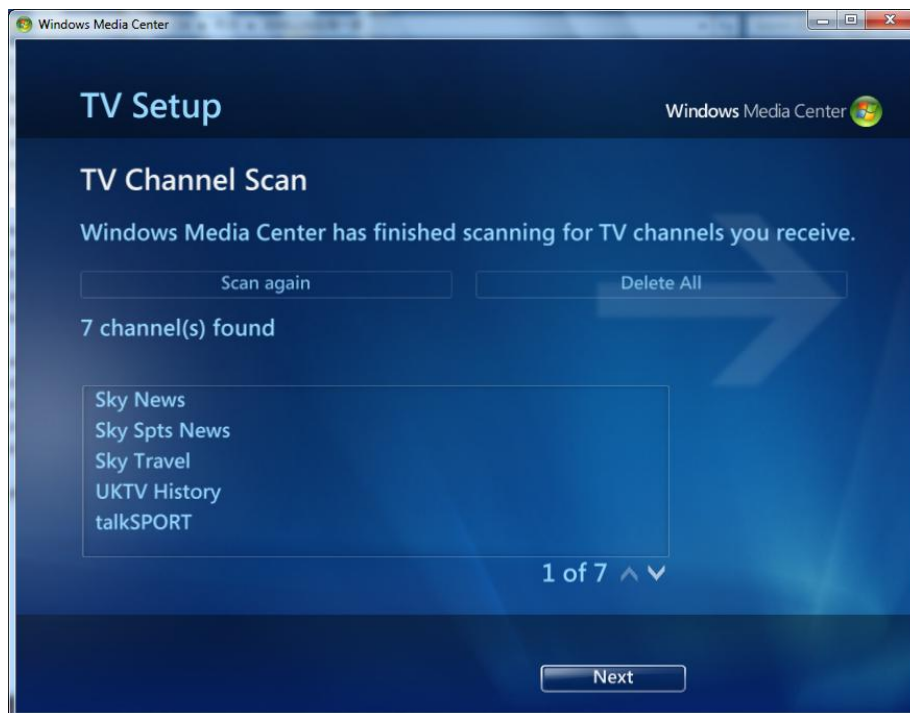 Windows Media Center
TV Setup
Windows Media Center
TV Channel Scan
Windows Media Center has finished scanning for TV channels you receive.
Scan again
Delete All
7 channel(s) found
Sky News
Sky Spts News
Sky Travel
UKTV History
talkSPORT
1 of 7
Next